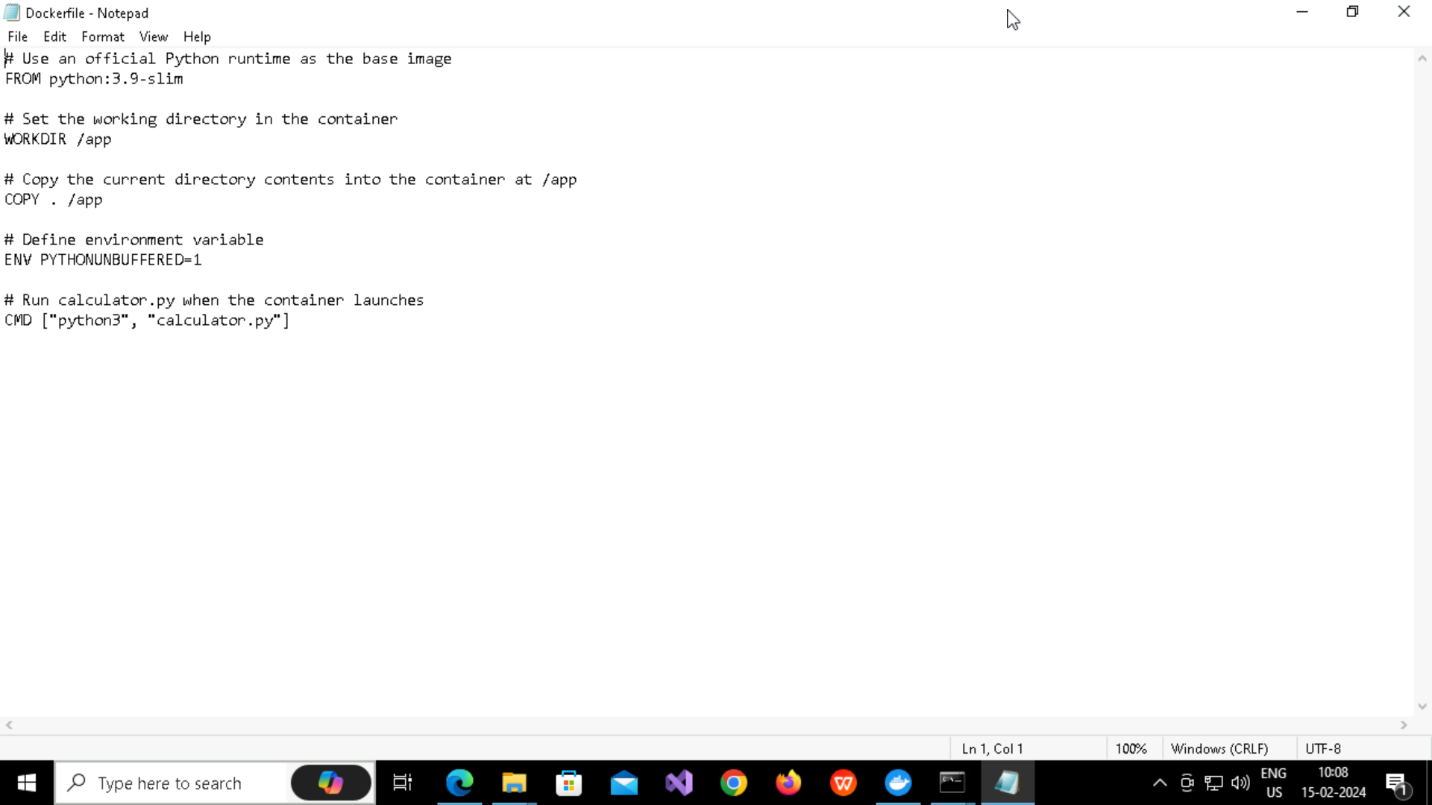 Dockerfile - Notepad
File Edit Format View Help
# Use an official Python runtime as the base image
FROM python:3.9-slim
# Set the working directory in the container
WORKDIR /app
# Copy the current directory contents into the container at /app
COPY . /app
# Define environment variable
ENV PYTHONUNBUFFERED=1
# Run calculator.py when the container launches
CMD ["python3", "calculator.py"]
Ln 1, Col 1 100% Windows (CRLF) UTF-8
Type here to search
W
ENG
US
10:08
15-02-2024
1